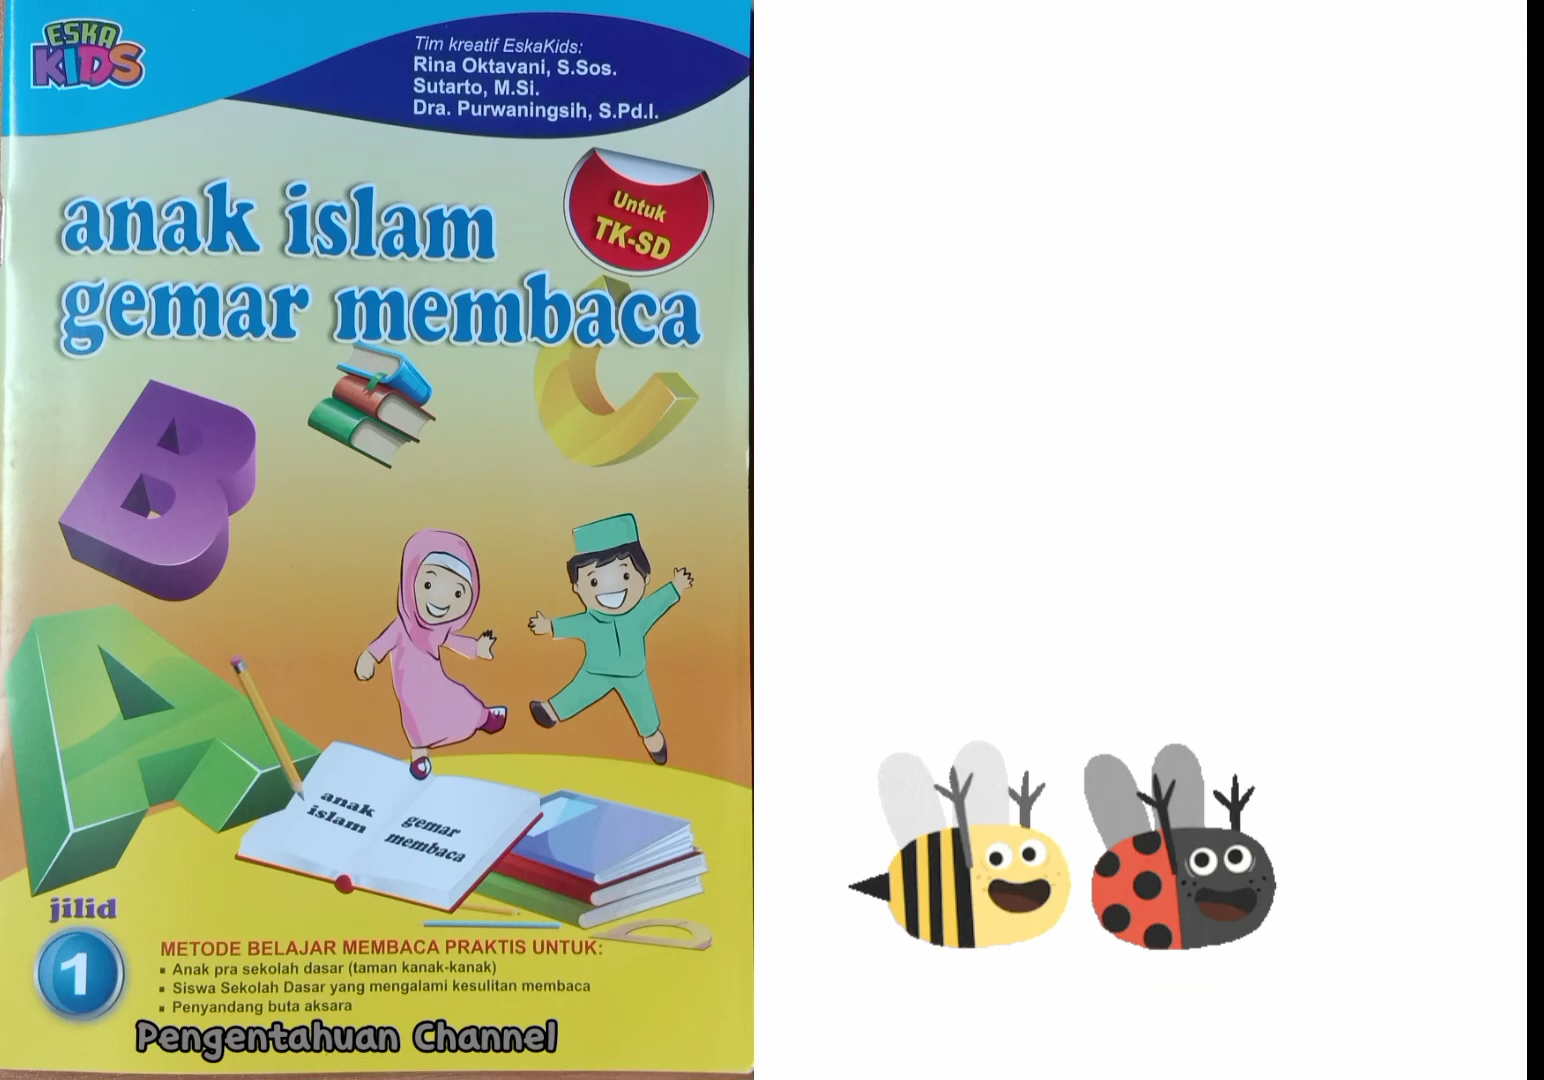 ESKA
KIDS
Tim kreatif EskaKids:
Rina Oktavani, S.Sos.
Sutarto, M.Si.
Dra. Purwaningsih, S.Pd.I.
Untuk
TK-SD
anak islam
gemar membaca
B
C
A
anak
islam
gemar
membaca
jilid
1
METODE BELAJAR MEMBACA PRAKTIS UNTUK:
▪ Anak pra sekolah dasar (taman kanak-kanak)
▪ Siswa Sekolah Dasar yang mengalami kesulitan membaca
▪ Penyandang buta aksara
Pengentahuan Channel